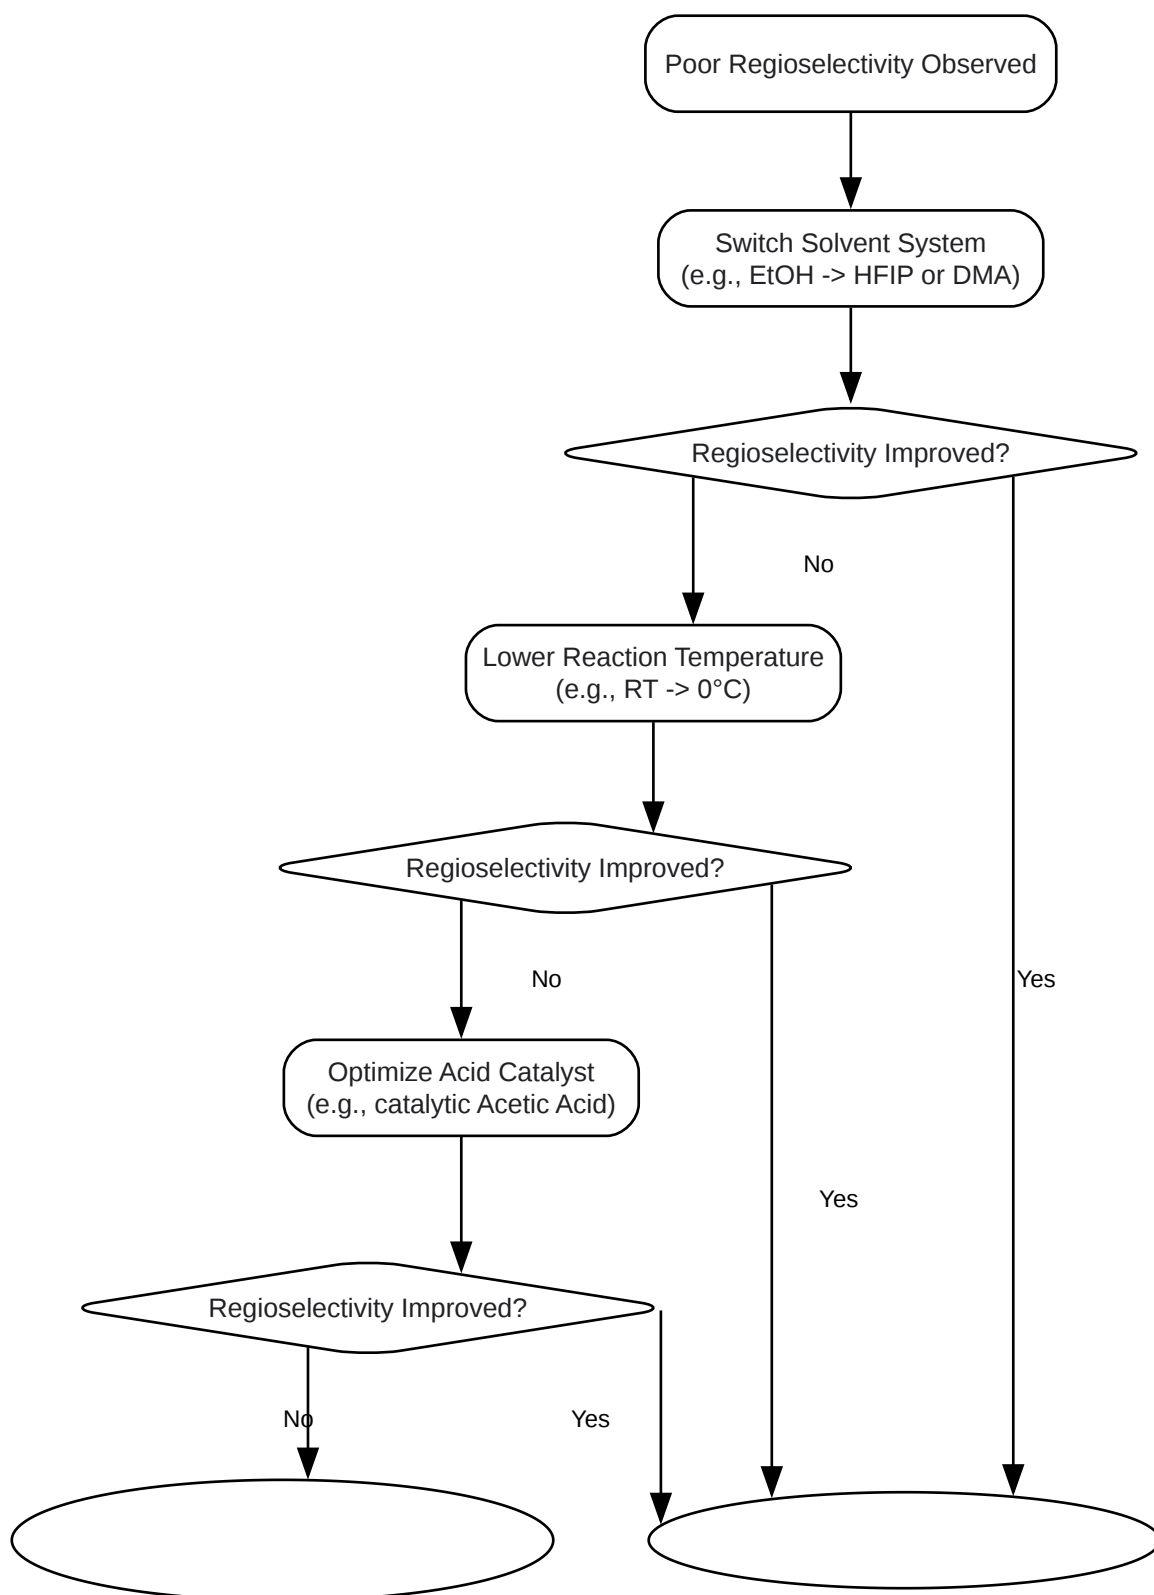 Poor Regioselectivity Observed
Switch Solvent System
(e.g., EtOH -> HFIP or DMA)
Regioselectivity Improved?
No
Lower Reaction Temperature
(e.g., RT -> 0°C)
Regioselectivity Improved?
No
Yes
Optimize Acid Catalyst
(e.g., catalytic Acetic Acid)
Yes
Regioselectivity Improved?
No
Yes